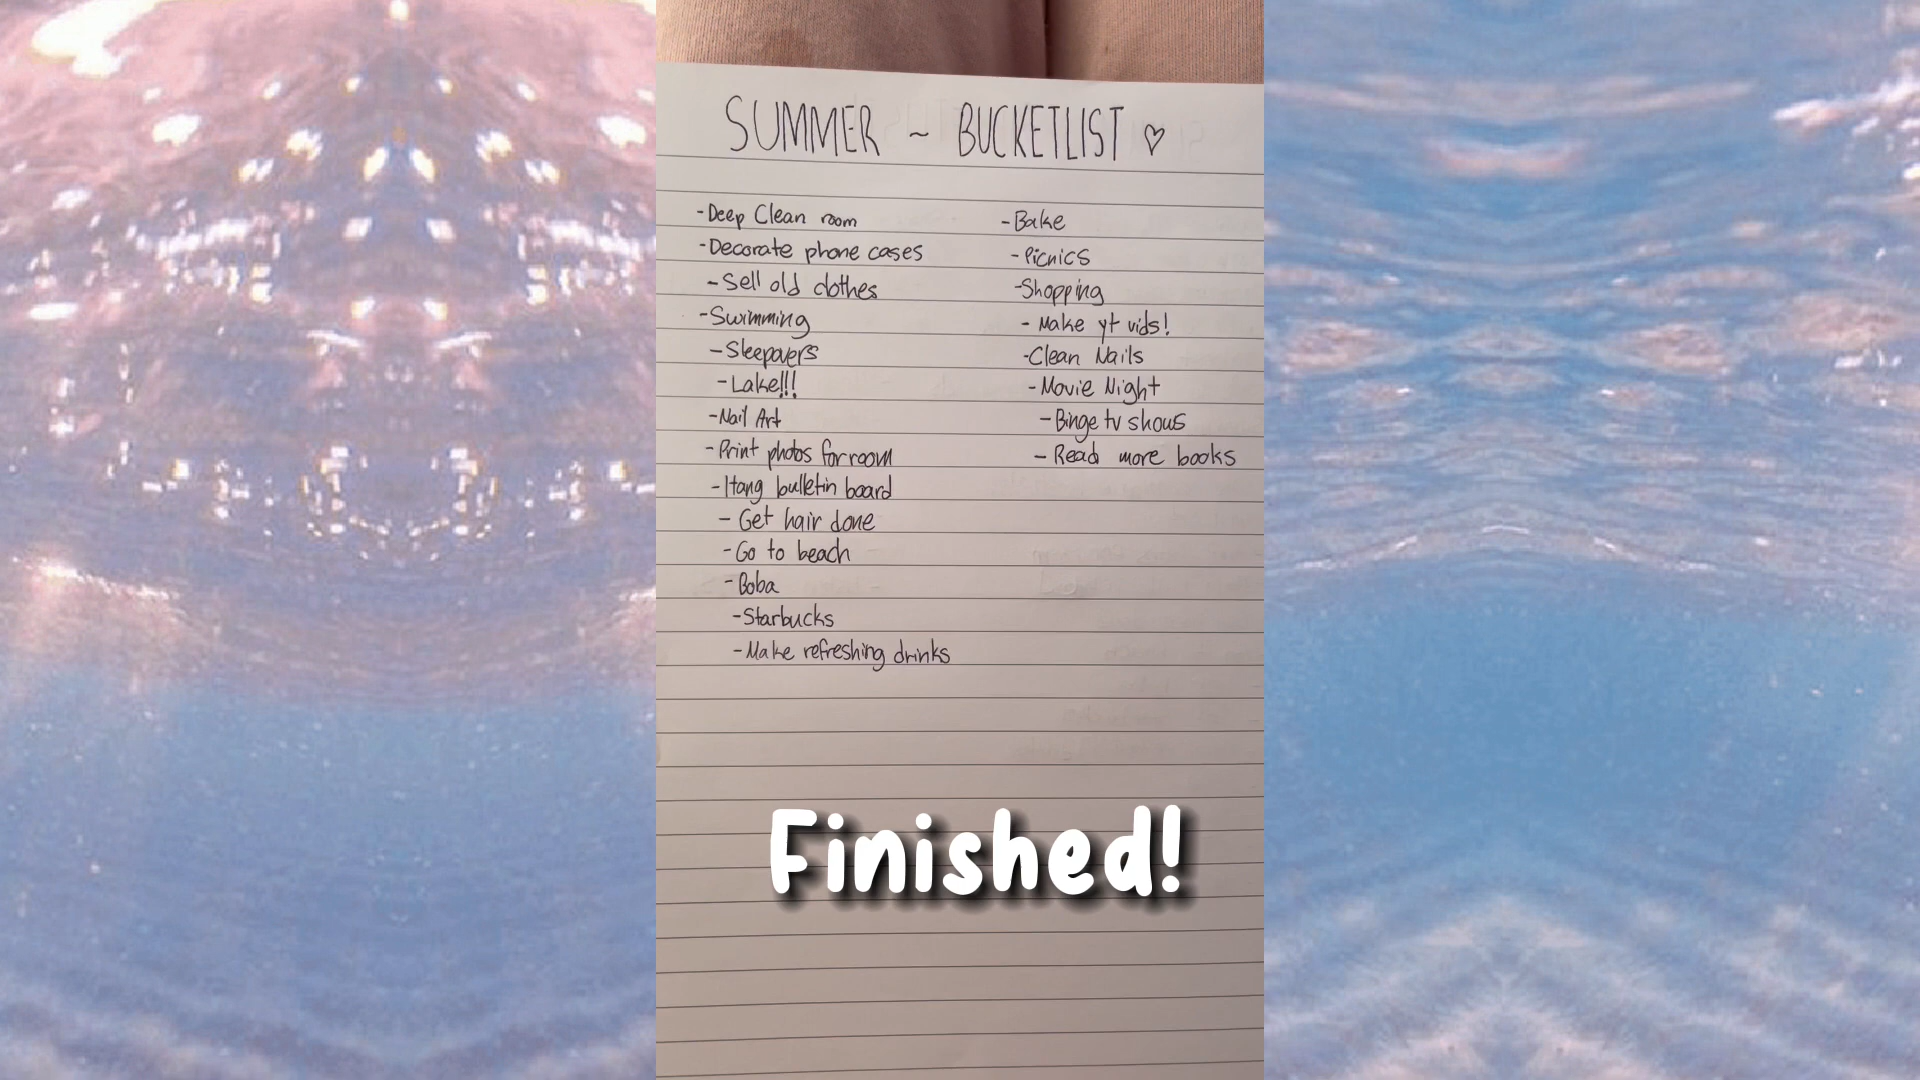 SUMMER ~ BUCKETLIST ♡
-Deep Clean room
-Decorate phone cases
-Sell old clothes
-Swimming
-Sleepovers
-Lake!!!
-Nail Art
-Print photos for room
-Hang bulletin board
-Get hair done
-Go to beach
-Boba
-Starbucks
-Make refreshing drinks
-Bake
-Picnics
-Shopping
-Make yt vids!
-Clean Nails
-Movie Night
-Binge tv shows
-Read more books
Finished!